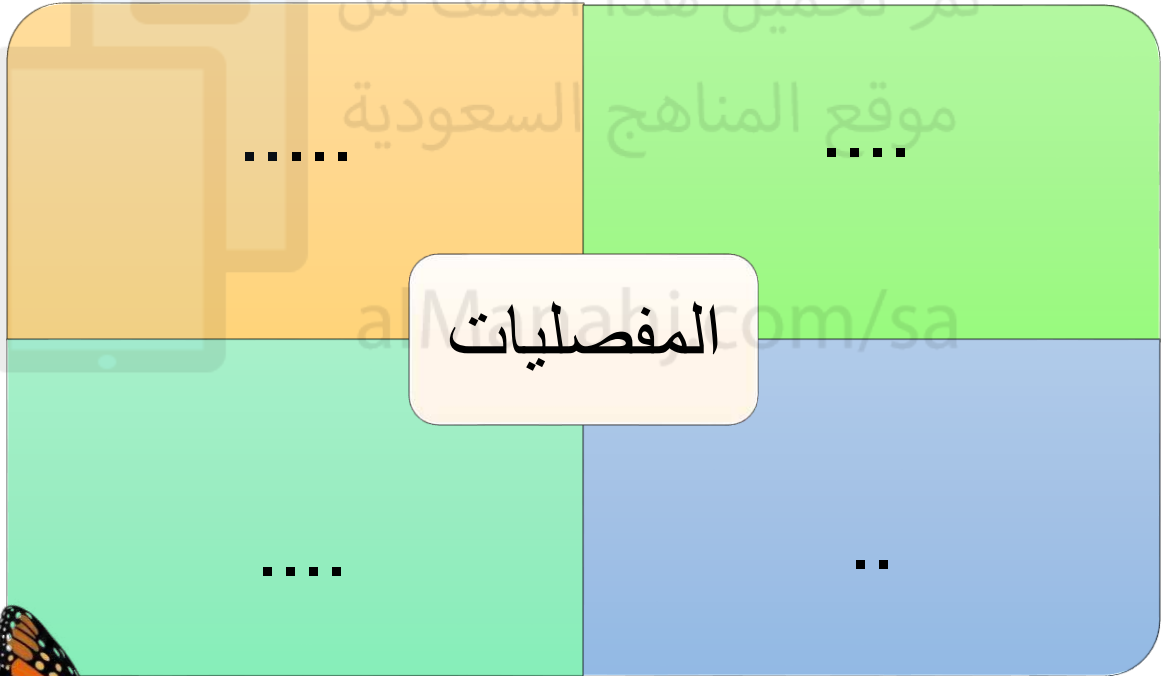 تم تحميل هذا الملف من
موقع المناهج السعودية
.....
....
المفصليات
alManahj.com/sa
....
..